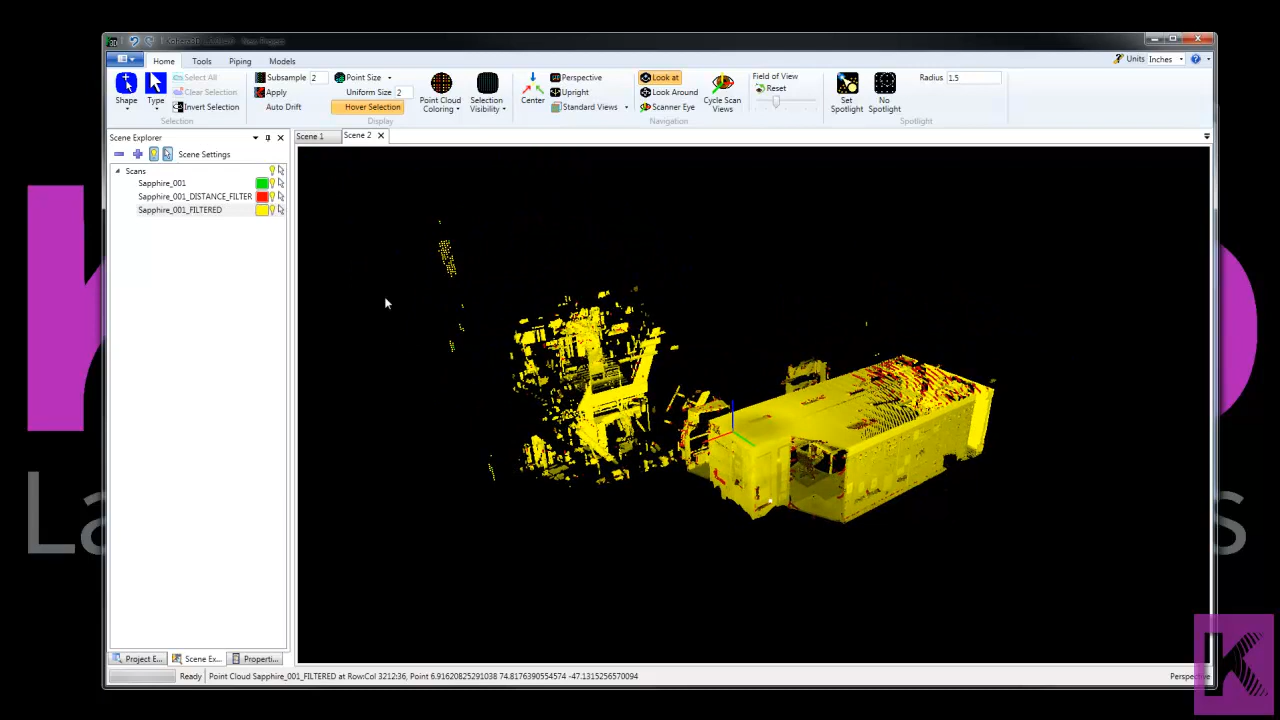 Home Tools Piping Models
Units Inches
Shape
Type
Select All
Clear Selection
Invert Selection
Selection
Subsample 2
Apply
Auto Drift
Point Size
Uniform Size 2
Hover Selection
Display
Point Cloud
Coloring
Selection
Visibility
Center
Perspective
Upright
Standard Views
Look at
Look Around
Scanner Eye
Navigation
Cycle Scan
Views
Field of View
Reset
Set
Spotlight
No
Spotlight
Radius 1.5
Spotlight
Scene Explorer
Scene 1
Scene 2
Scene Settings
Scans
Sapphire_001
Sapphire_001_DISTANCE_FILTER
Sapphire_001_FILTERED
La
s
Project E...
Scene Ex...
Properti...
Ready
Point Cloud Sapphire_001_FILTERED at Row:Col 3212:36, Point 6.91620825291038 74.8176390554574 -47.1315256570094
Perspective
K